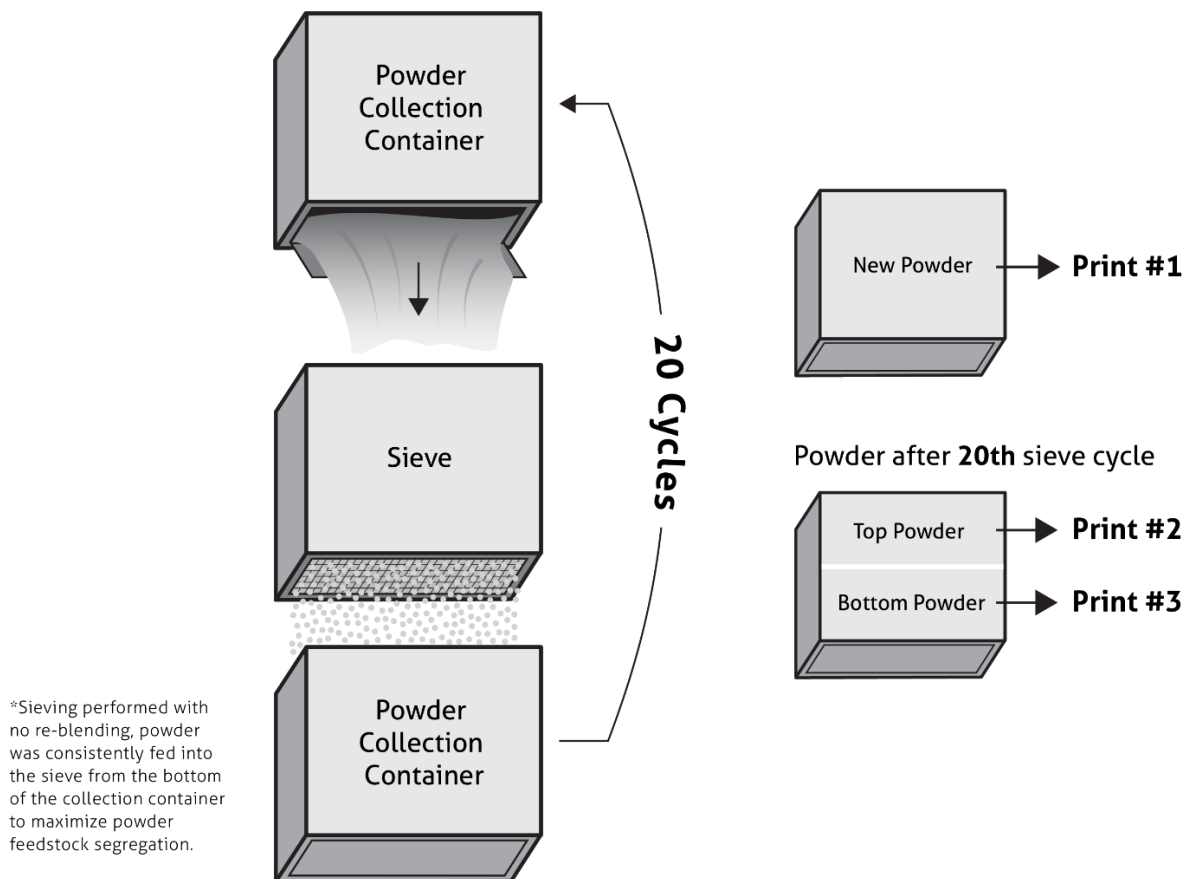 Powder
Collection
Container
Sieve
Powder
Collection
Container
*Sieving performed with
no re-blending, powder
was consistently fed into
the sieve from the bottom
of the collection container
to maximize powder
feedstock segregation.
20 Cycles
New Powder
Print #1
Powder after 20th sieve cycle
Top Powder
Print #2
Bottom Powder
Print #3